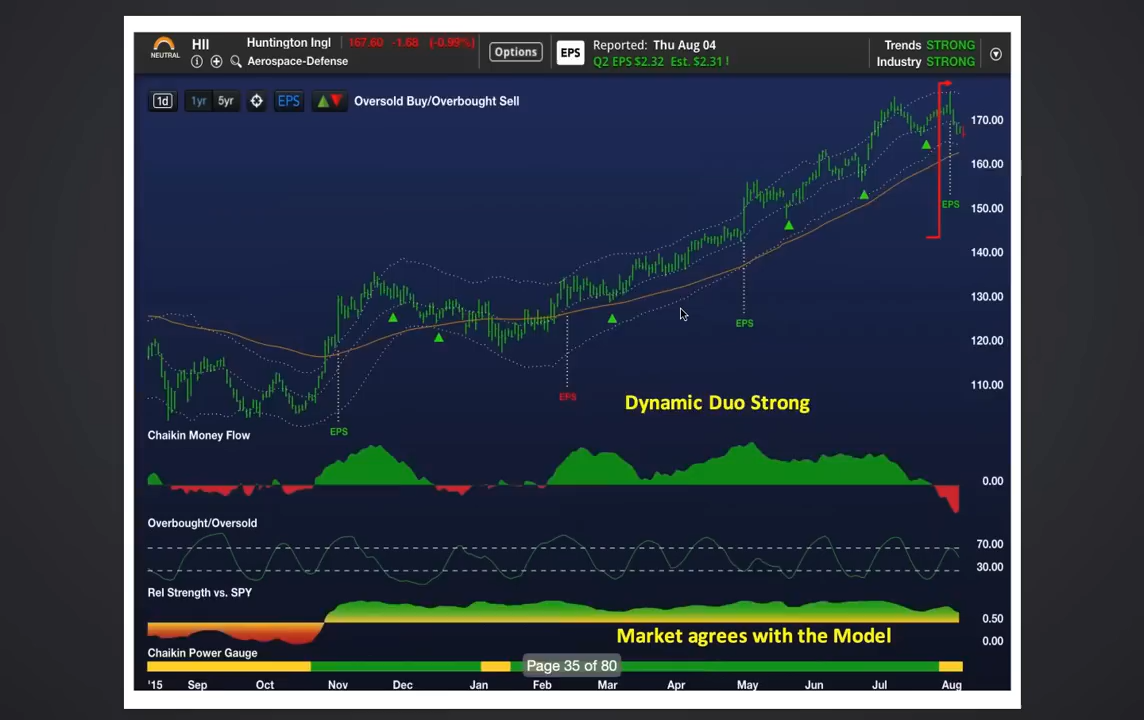 NEUTRAL
HII
Huntington Ingl
167.60 -1.68 (-0.99%)
Aerospace-Defense
Options
EPS
Reported: Thu Aug 04
Q2 EPS $2.32 Est. $2.31 !
Trends STRONG
Industry STRONG
1d
1yr
5yr
EPS
Oversold Buy/Overbought Sell
170.00
160.00
150.00
140.00
130.00
120.00
110.00
EPS
EPS
EPS
EPS
Dynamic Duo Strong
Chaikin Money Flow
0.00
Overbought/Oversold
70.00
30.00
Rel Strength vs. SPY
0.50
0.00
Market agrees with the Model
Chaikin Power Gauge
Page 35 of 80
'15 Sep Oct Nov Dec Jan Feb Mar Apr May Jun Jul Aug